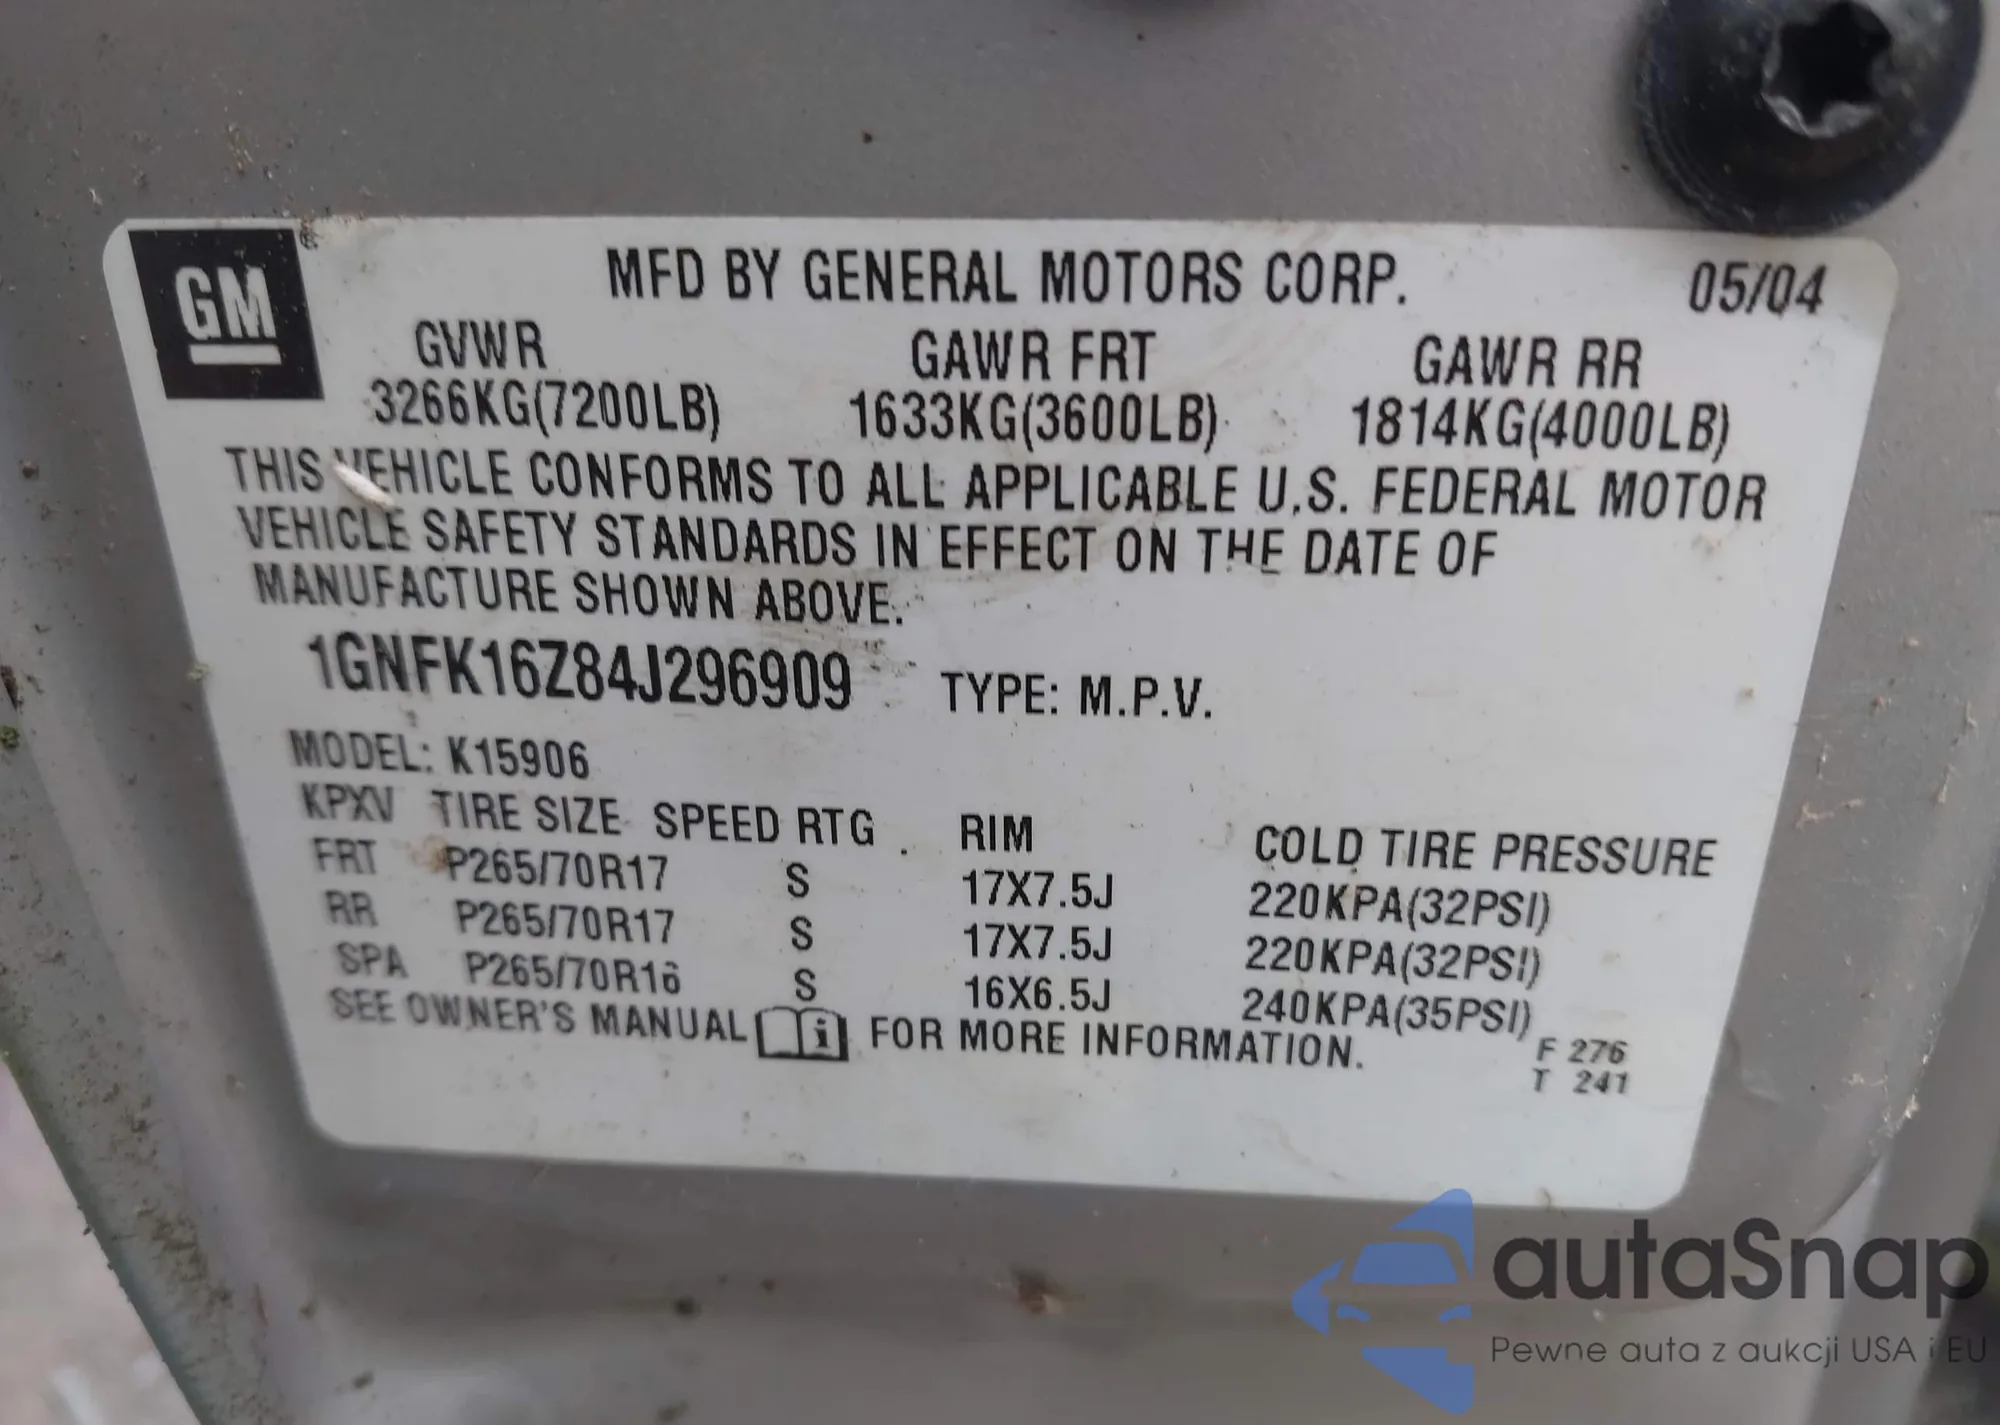 GM ®
MFD BY GENERAL MOTORS CORP. 05/04
GVWR GAWR FRT GAWR RR
3266KG(7200LB) 1633KG(3600LB) 1814KG(4000LB)
THIS VEHICLE CONFORMS TO ALL APPLICABLE U.S. FEDERAL MOTOR
VEHICLE SAFETY STANDARDS IN EFFECT ON THE DATE OF
MANUFACTURE SHOWN ABOVE.
1GNFK16Z84J296909 TYPE: M.P.V.
MODEL: K15906
KPXV TIRE SIZE SPEED RTG RIM COLD TIRE PRESSURE
FRT P265/70R17 S 17X7.5J 220KPA(32PSI)
RR P265/70R17 S 17X7.5J 220KPA(32PSI)
SPA P265/70R16 S 16X6.5J 240KPA(35PSI)
SEE OWNER'S MANUAL i FOR MORE INFORMATION.
F 276
T 241
autaSnap
Pewne auta z aukcji USA i EU